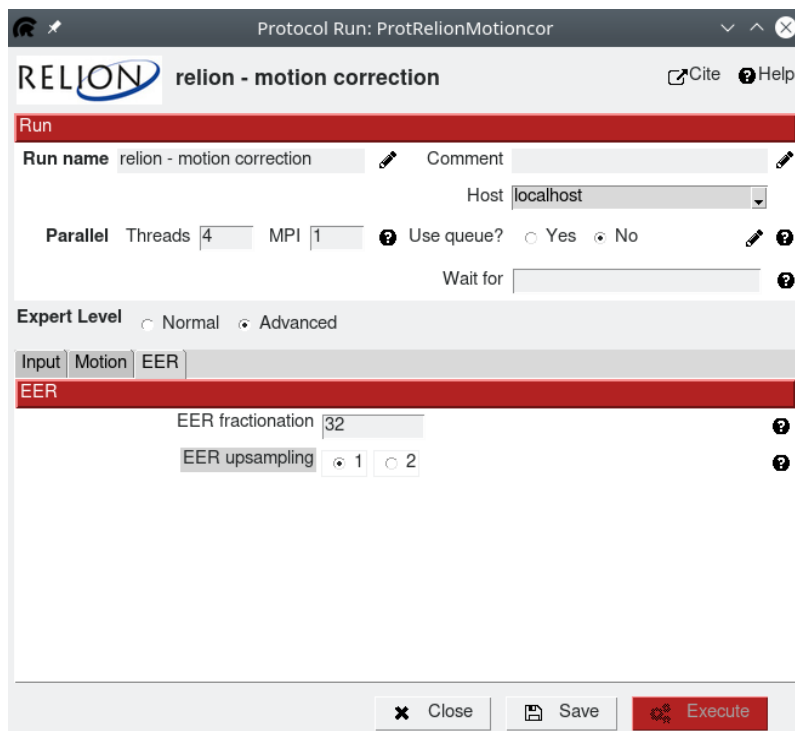 Protocol Run: ProtRelionMotioncor
RELION relion - motion correction Cite Help
Run
Run name relion - motion correction Comment
Host localhost
Parallel Threads 4 MPI 1 Use queue? Yes No
Wait for
Expert Level Normal Advanced
Input Motion EER
EER
EER fractionation 32
EER upsampling 1 2
Close Save Execute